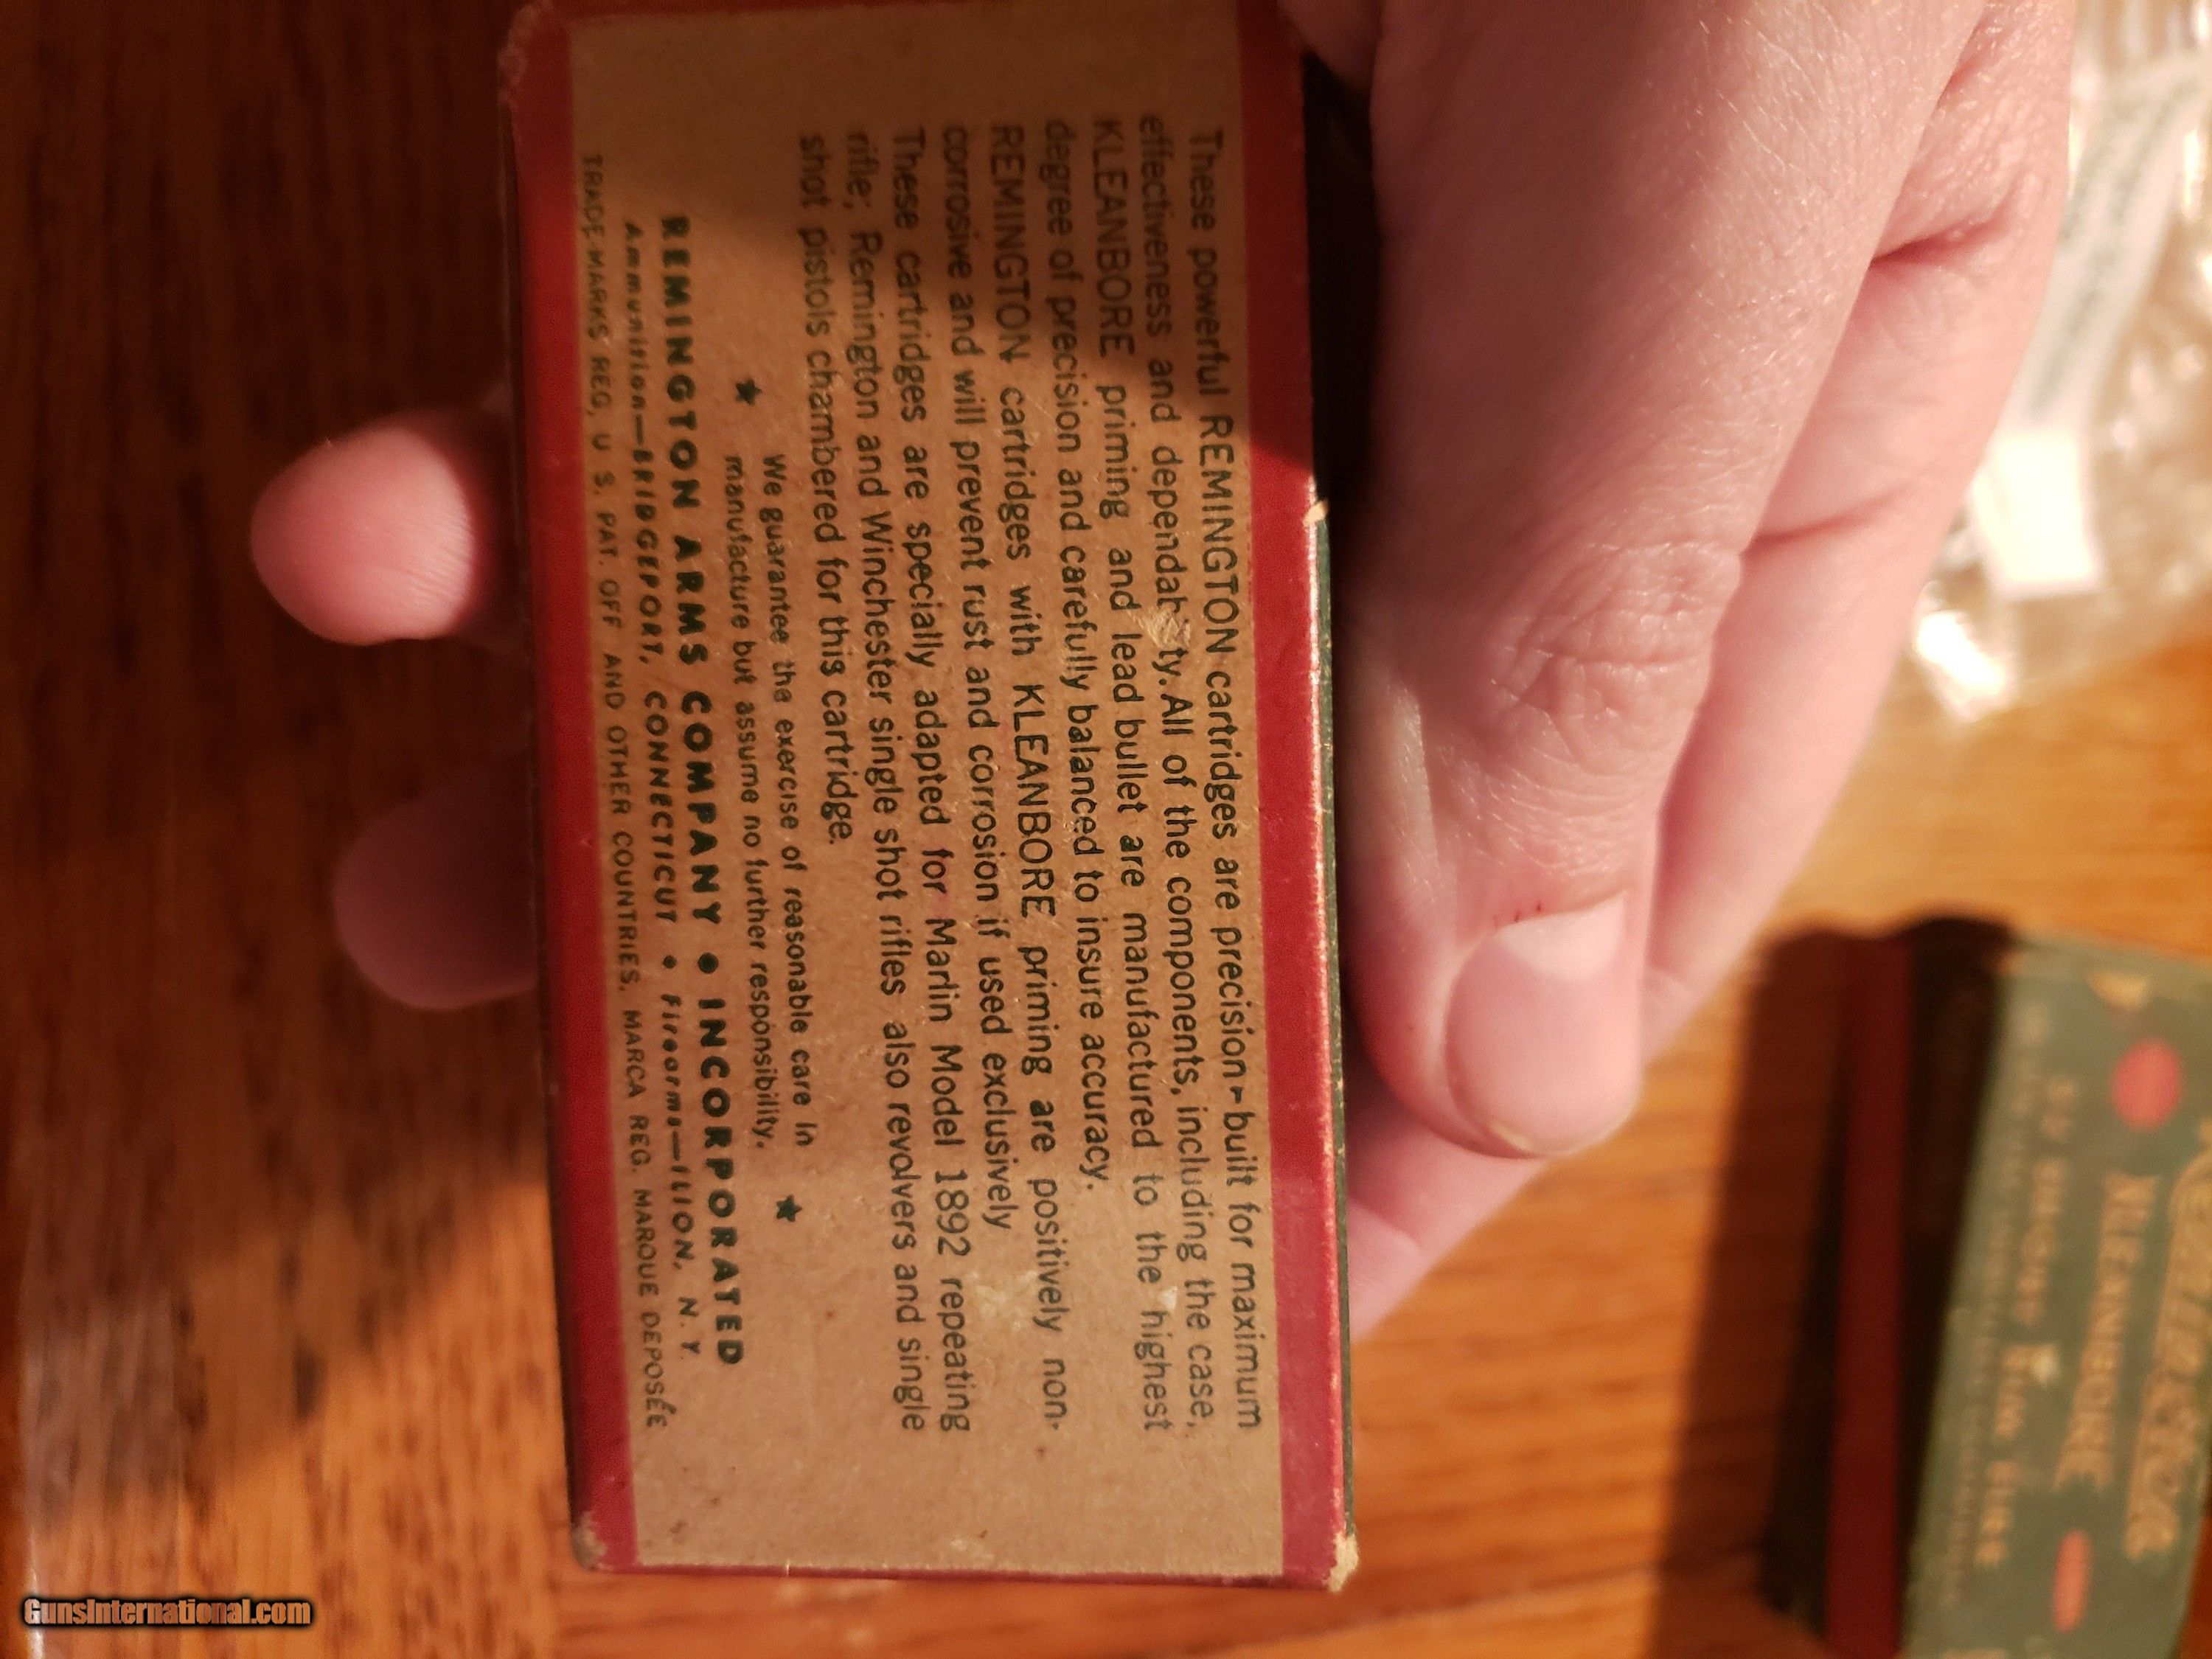 These powerful REMINGTON cartridges are precision-built for maximum
effectiveness and dependab ty. All of the components, including the case,
KLEANBORE priming and lead bullet are manufactured to the highest
degree of precision and carefully balanced to insure accuracy.
REMINGTON cartridges with KLEANBORE priming are positively non-
corrosive and will prevent rust and corrosion if used exclusively
These cartridges are specially adapted for Marlin Model 1892 repeating
rifle; Remington and Winchester single shot rifles also revolvers and single
shot pistols chambered for this cartridge.
★ We guarantee the exercise of reasonable care in
manufacture but assume no further responsibility. ★
REMINGTON ARMS COMPANY • INCORPORATED
Ammunition—BRIDGEPORT, CONNECTICUT • Firearms—ILION, N.Y.
TRADE-MARKS REG, U S. PAT. OFF AND OTHER COUNTRIES, MARCA REG. MARQUE DEPOSÉE
KLEANBORE
GunsInternational.com